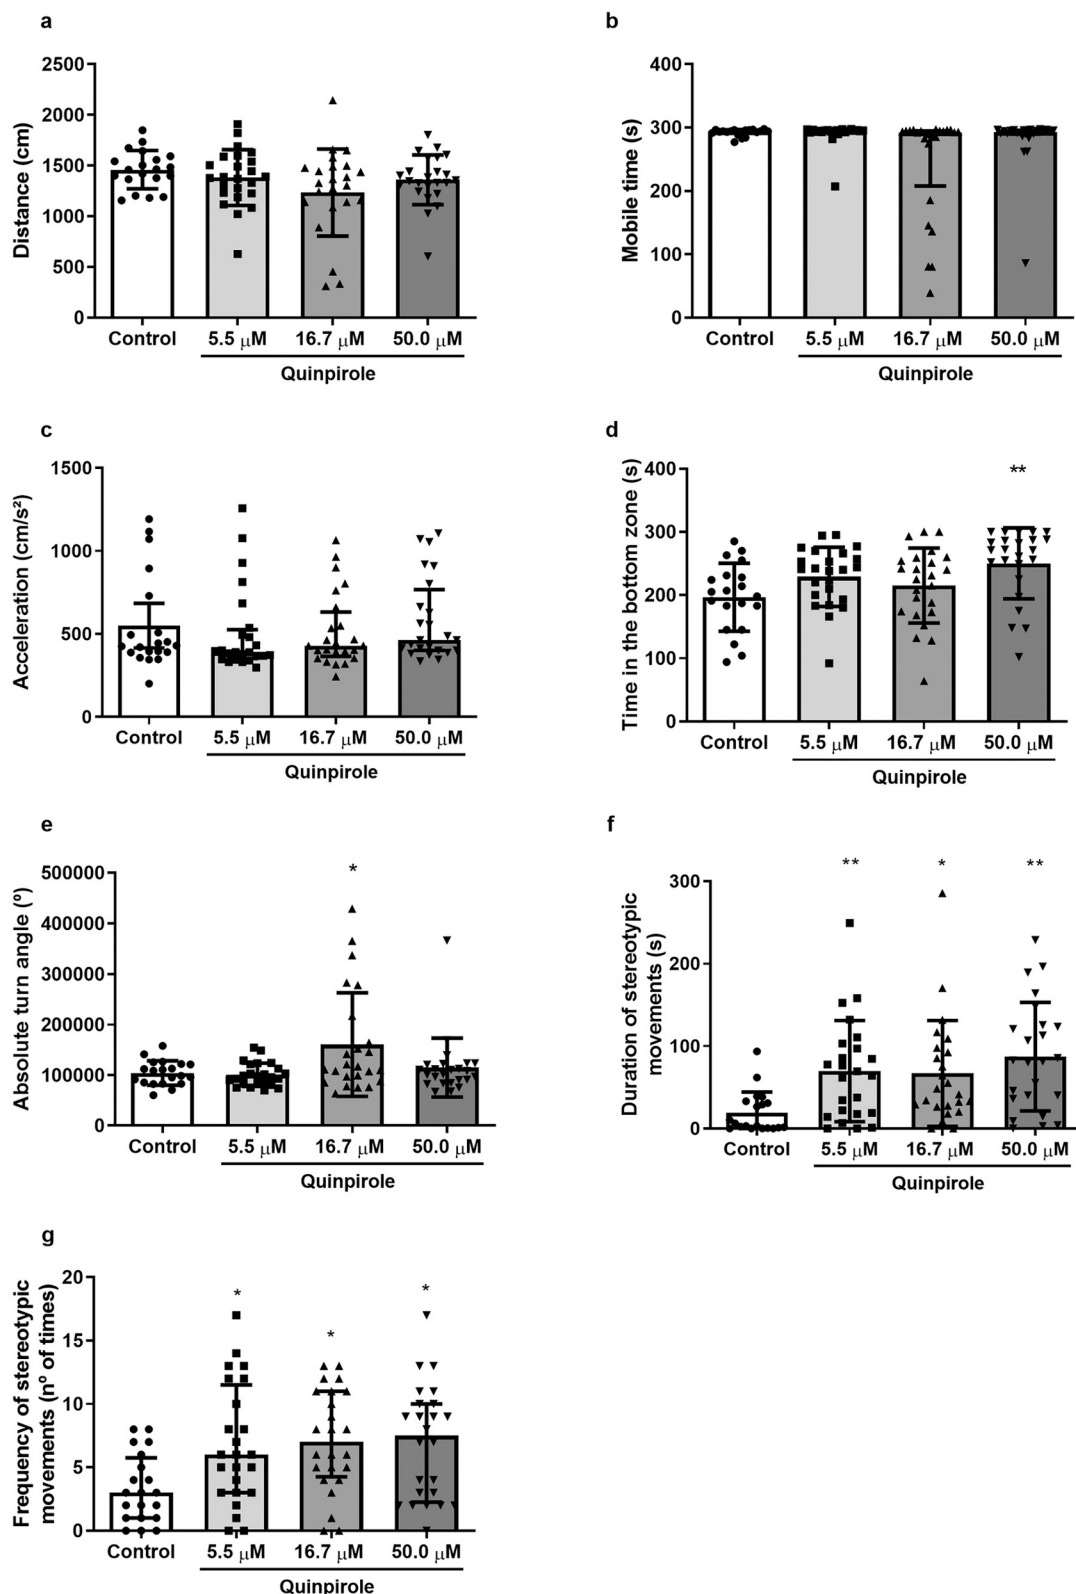 a
Distance (cm)
2500
2000
1500
1000
500
0
Control
5.5 μM
16.7 μM
50.0 μM
Quinpirole
b
Mobile time (s)
400
300
200
100
0
Control
5.5 μM
16.7 μM
50.0 μM
Quinpirole
c
Acceleration (cm/s²)
1500
1000
500
0
Control
5.5 μM
16.7 μM
50.0 μM
Quinpirole
d
Time in the bottom zone (s)
400
300
200
100
0
**
Control
5.5 μM
16.7 μM
50.0 μM
Quinpirole
e
Absolute turn angle (º)
500000
400000
300000
200000
100000
0
*
Control
5.5 μM
16.7 μM
50.0 μM
Quinpirole
f
Duration of stereotypic
movements (s)
300
200
100
0
**
*
**
Control
5.5 μM
16.7 μM
50.0 μM
Quinpirole
g
Frequency of stereotypic
movements (nº of times)
20
15
10
5
0
*
*
*
Control
5.5 μM
16.7 μM
50.0 μM
Quinpirole